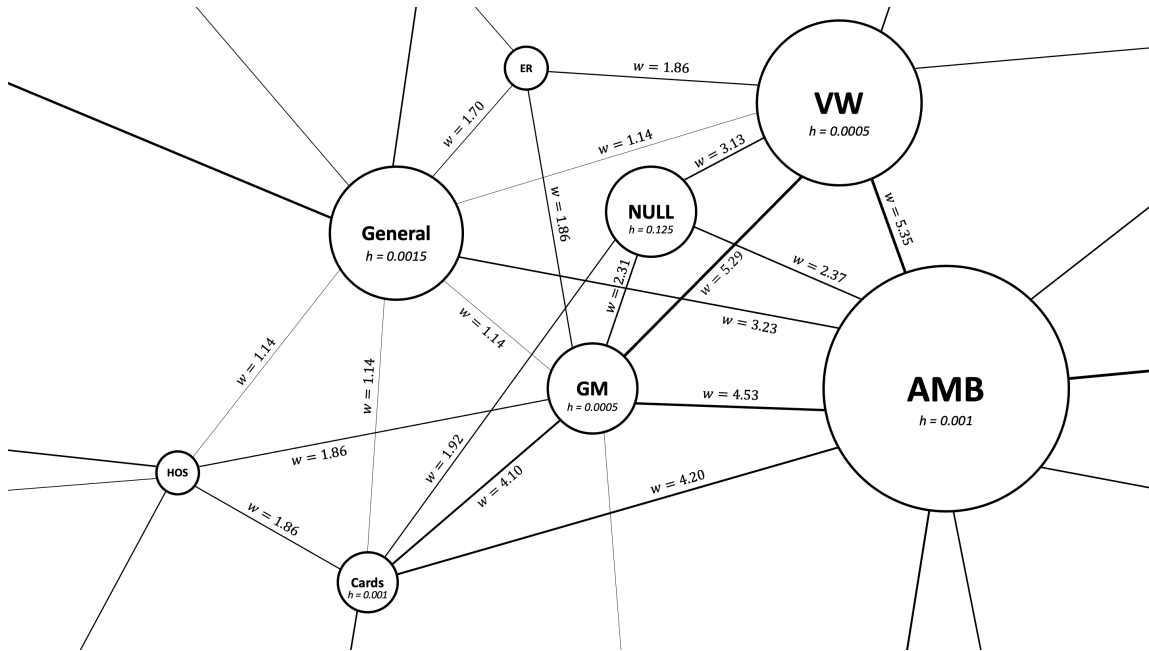 ER
w = 1.86
VW
h = 0.0005
w = 1.70
w = 1.14
w = 3.13
NULL
h = 0.125
General
h = 0.0015
w = 1.86
w = 5.35
w = 2.31
w = 5.29
w = 2.37
w = 1.14
w = 3.23
w = 1.14
w = 1.14
GM
h = 0.0005
w = 4.53
AMB
h = 0.001
w = 1.86
w = 1.92
HOS
w = 4.10
w = 4.20
w = 1.86
Cards
h = 0.001